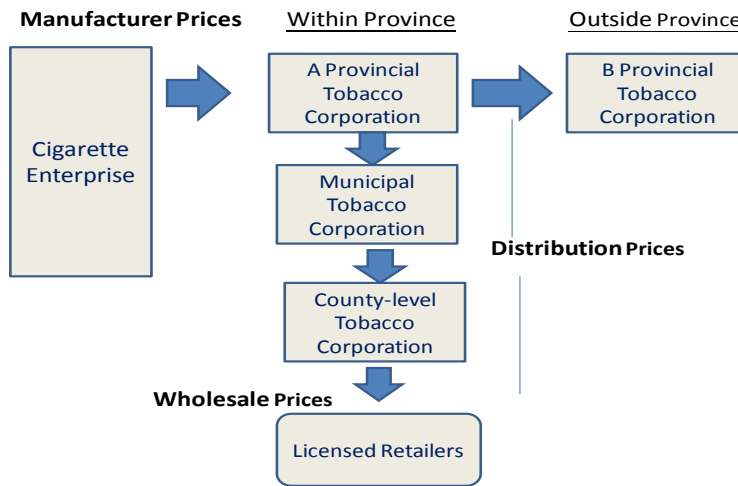 Manufacturer Prices
Within Province
Outside Province
Cigarette
Enterprise
A Provincial
Tobacco
Corporation
B Provincial
Tobacco
Corporation
Municipal
Tobacco
Corporation
Distribution Prices
County-level
Tobacco
Corporation
Wholesale Prices
Licensed Retailers